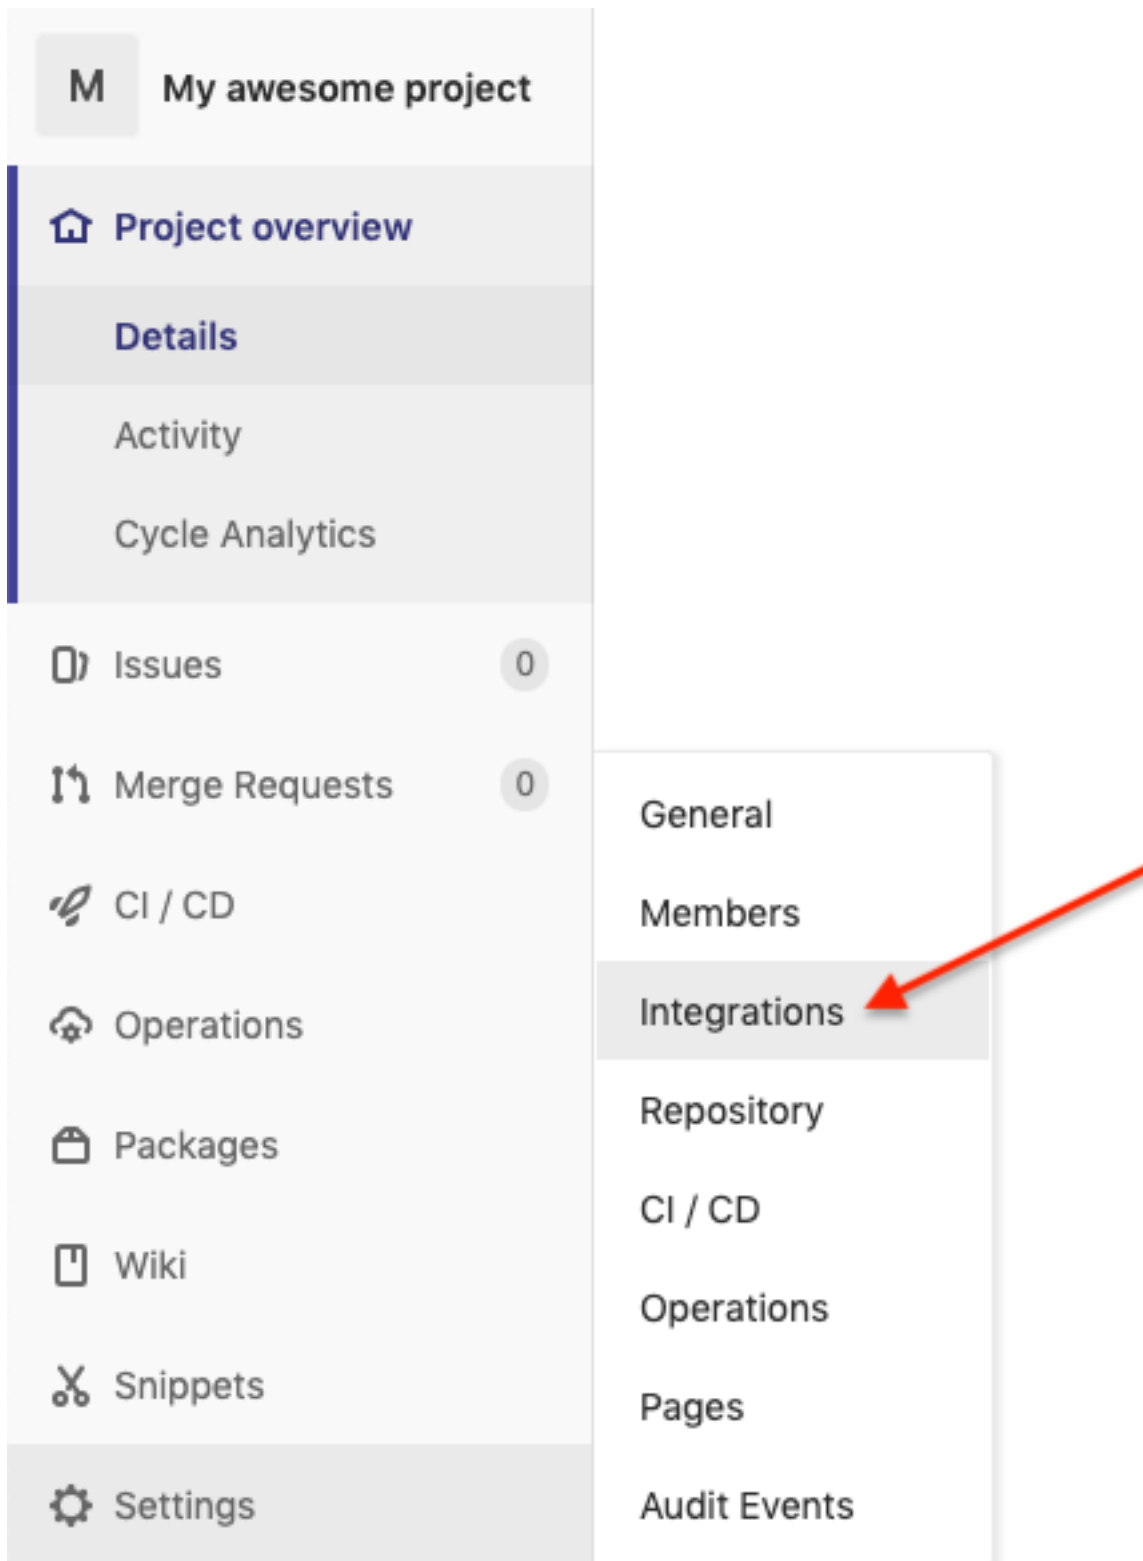 M
My awesome project
Project overview
Details
Activity
Cycle Analytics
Issues 0
Merge Requests 0
CI / CD
Operations
Packages
Wiki
Snippets
Settings
General
Members
Integrations
Repository
CI / CD
Operations
Pages
Audit Events